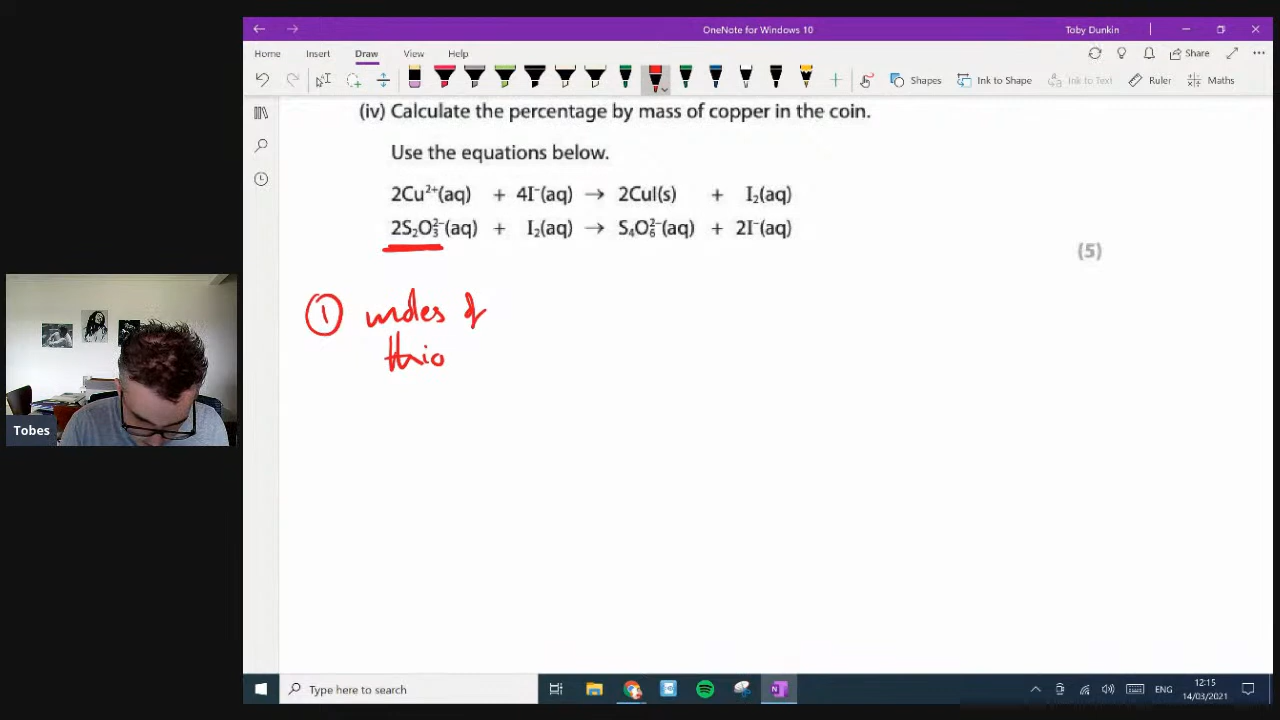 OneNote for Windows 10
Toby Dunkin
Home Insert Draw View Help
Share
Shapes Ink to Shape Ink to Text Ruler Maths
(iv) Calculate the percentage by mass of copper in the coin.
Use the equations below.
2Cu²⁺(aq) + 4I⁻(aq) → 2CuI(s) + I₂(aq)
2S₂O₃²⁻(aq) + I₂(aq) → S₄O₆²⁻(aq) + 2I⁻(aq)
(5)
① moles of
thio
Tobes
Type here to search
ENG
12:15
14/03/2021